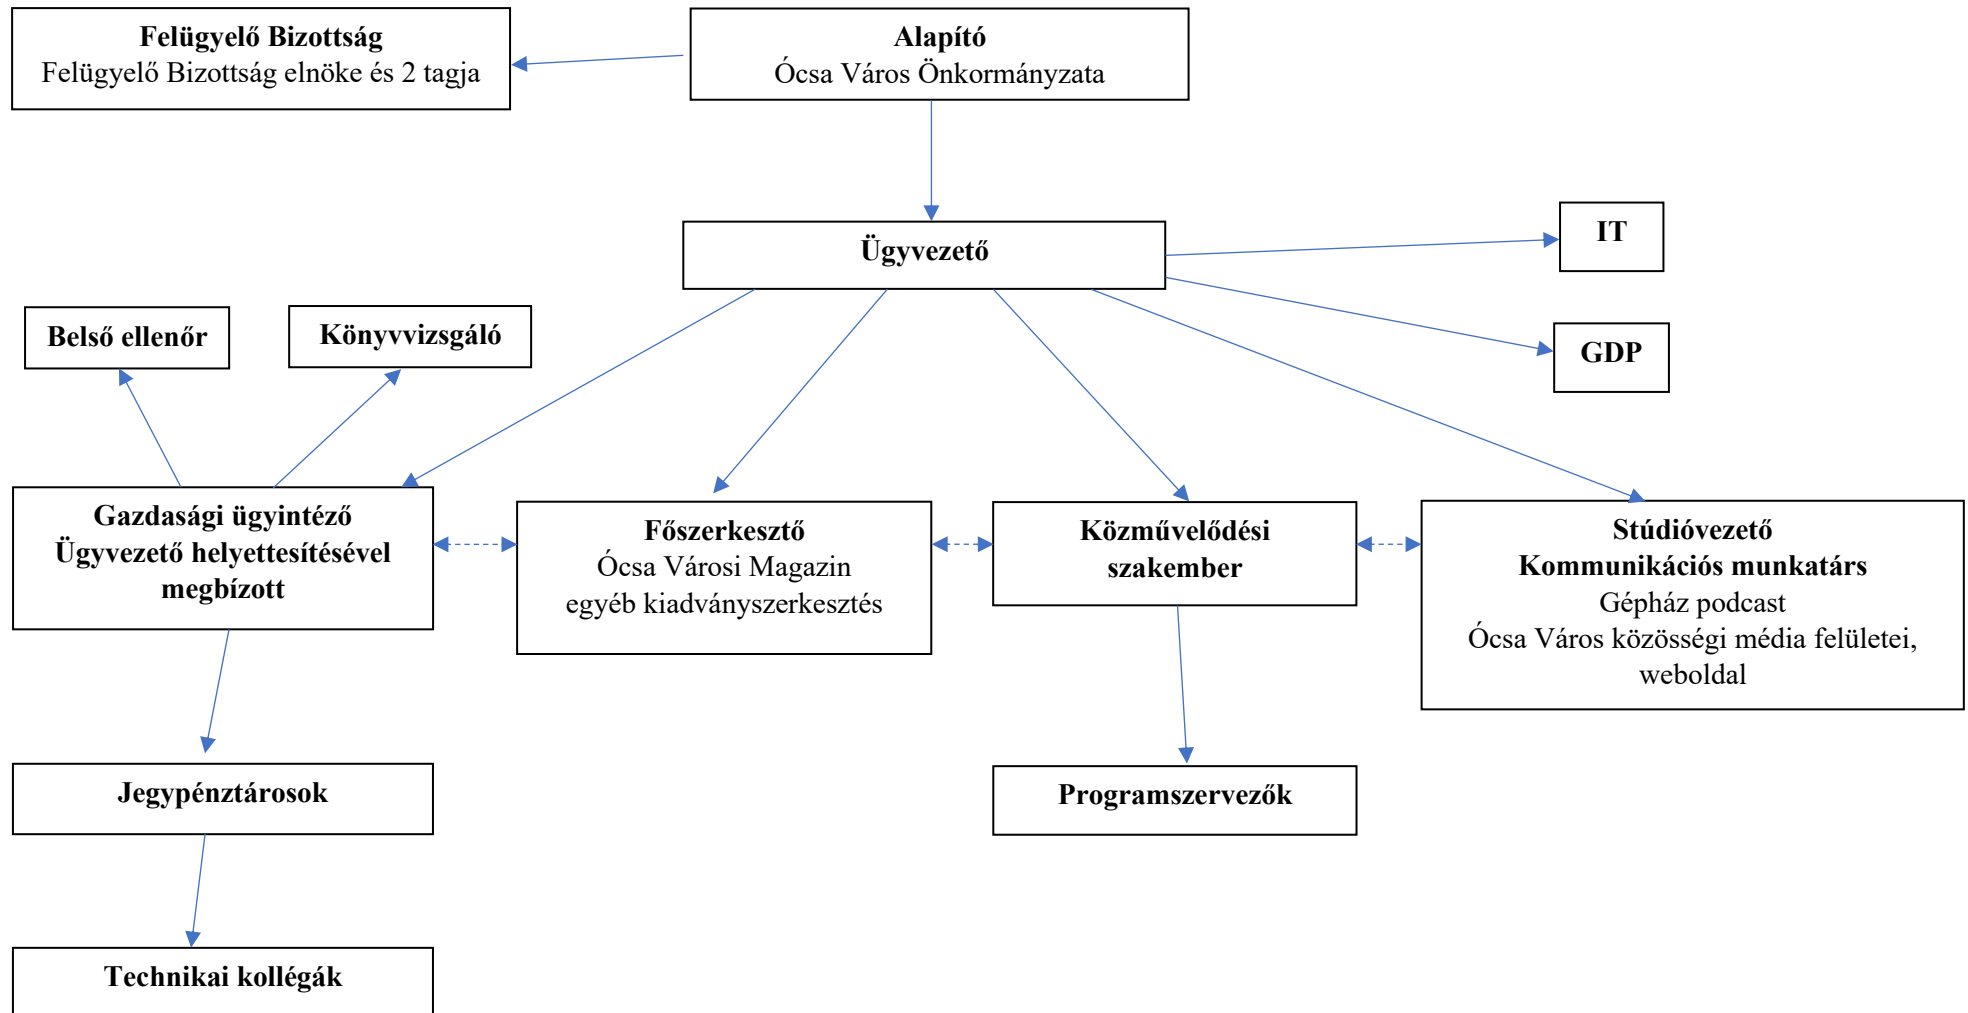 Felügyelő Bizottság
Felügyelő Bizottság elnöke és 2 tagja
Alapító
Ócsa Város Önkormányzata
Ügyvezető
IT
GDP
Belső ellenőr
Könyvvizsgáló
Gazdasági ügyintéző
Ügyvezető helyettesítésével
megbízott
Főszerkesztő
Ócsa Városi Magazin
egyéb kiadványszerkesztés
Közművelődési
szakember
Stúdióvezető
Kommunikációs munkatárs
Gépház podcast
Ócsa Város közösségi média felületei,
weboldal
Jegypénztárosok
Programszervezők
Technikai kollégák